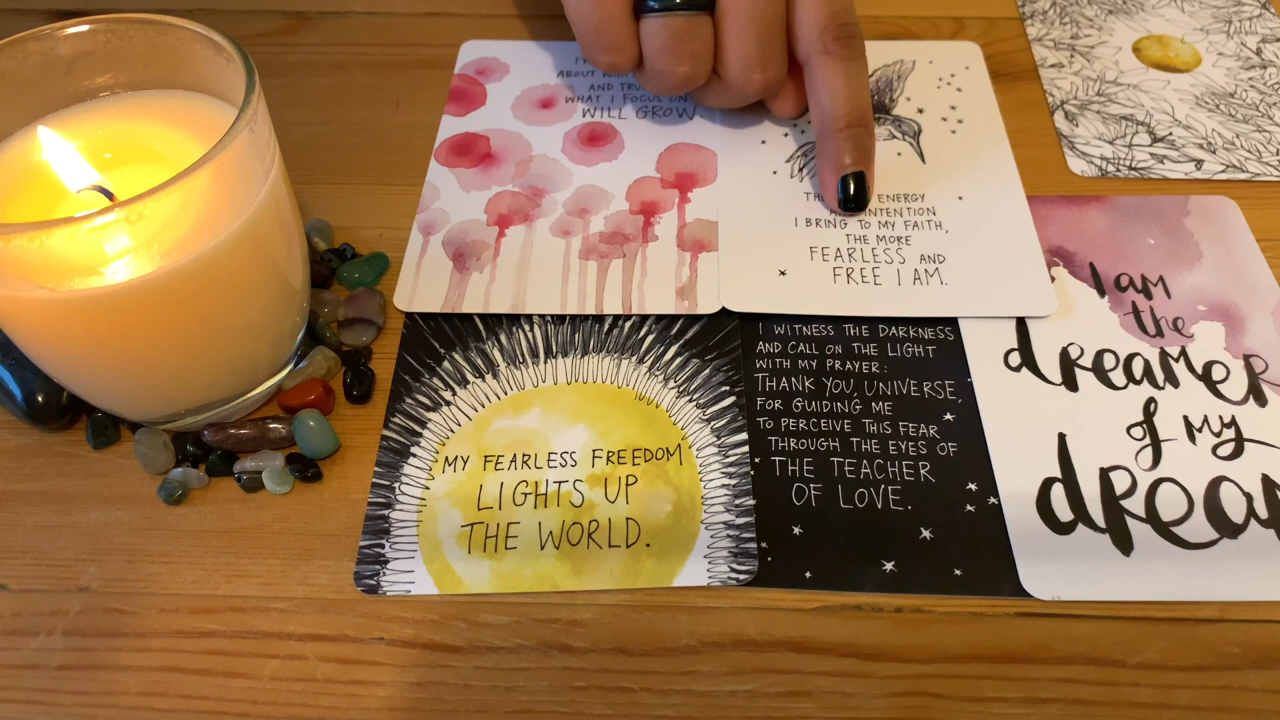 ABOUT
AND
WHAT I FOCUS ON
WILL GROW.
ENERGY
INTENTION
I BRING TO MY FAITH,
THE MORE
FEARLESS AND
FREE I AM.
MY FEARLESS FREEDOM
LIGHTS UP
THE WORLD.
I WITNESS THE DARKNESS
AND CALL ON THE LIGHT
WITH MY PRAYER:
THANK YOU, UNIVERSE,
FOR GUIDING ME
TO PERCEIVE THIS FEAR
THROUGH THE EYES OF
THE TEACHER
OF LOVE.
I am
the
dreamer
of my